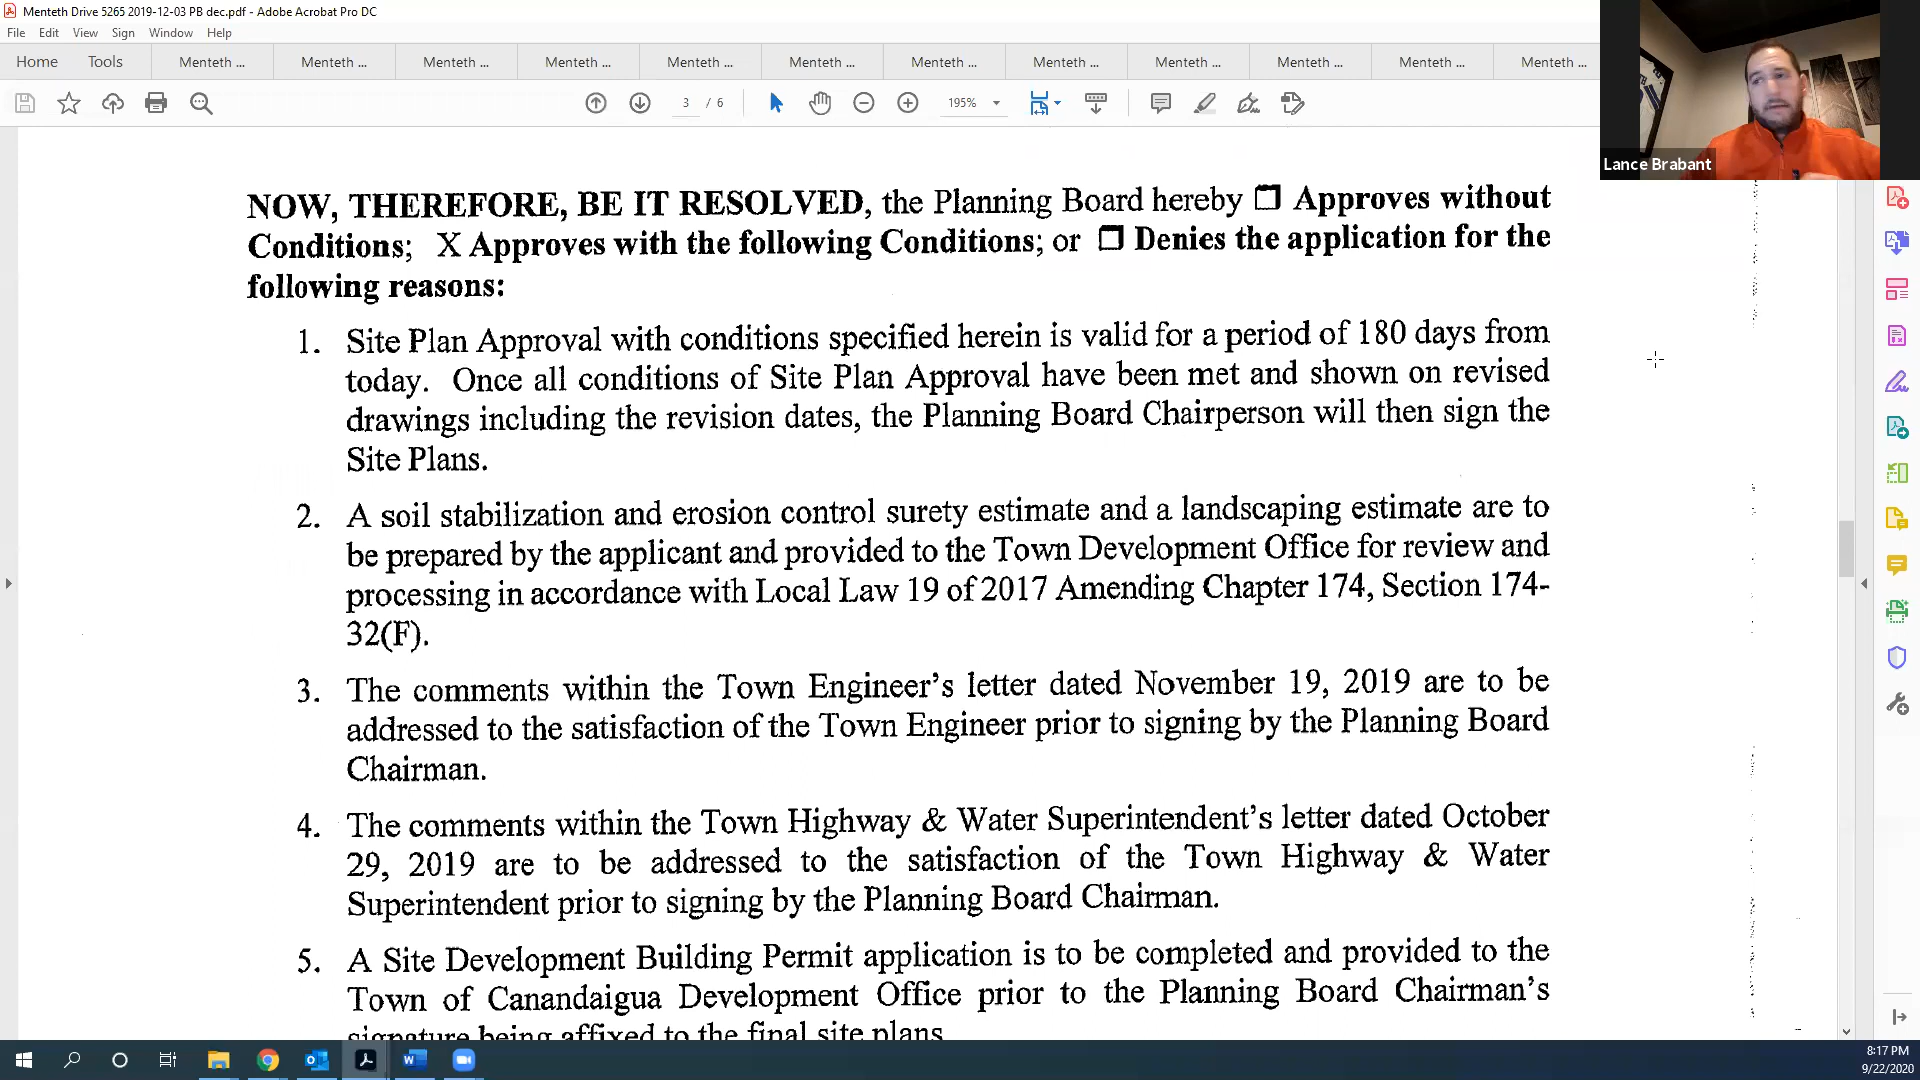 Menteth Drive 5265 2019-12-03 PB dec.pdf - Adobe Acrobat Pro DC
File Edit View Sign Window Help
Home Tools Menteth ... Menteth ... Menteth ... Menteth ... Menteth ... Menteth ... Menteth ... Menteth ... Menteth ... Menteth ... Menteth ... Menteth ...
3 / 6 195%
Lance Brabant
NOW, THEREFORE, BE IT RESOLVED, the Planning Board hereby ❒ Approves without
Conditions; X Approves with the following Conditions; or ❒ Denies the application for the
following reasons:
1. Site Plan Approval with conditions specified herein is valid for a period of 180 days from
today. Once all conditions of Site Plan Approval have been met and shown on revised
drawings including the revision dates, the Planning Board Chairperson will then sign the
Site Plans.
2. A soil stabilization and erosion control surety estimate and a landscaping estimate are to
be prepared by the applicant and provided to the Town Development Office for review and
processing in accordance with Local Law 19 of 2017 Amending Chapter 174, Section 174-
32(F).
3. The comments within the Town Engineer’s letter dated November 19, 2019 are to be
addressed to the satisfaction of the Town Engineer prior to signing by the Planning Board
Chairman.
4. The comments within the Town Highway & Water Superintendent’s letter dated October
29, 2019 are to be addressed to the satisfaction of the Town Highway & Water
Superintendent prior to signing by the Planning Board Chairman.
5. A Site Development Building Permit application is to be completed and provided to the
Town of Canandaigua Development Office prior to the Planning Board Chairman’s
signature being affixed to the final site plans.
8:17 PM
9/22/2020